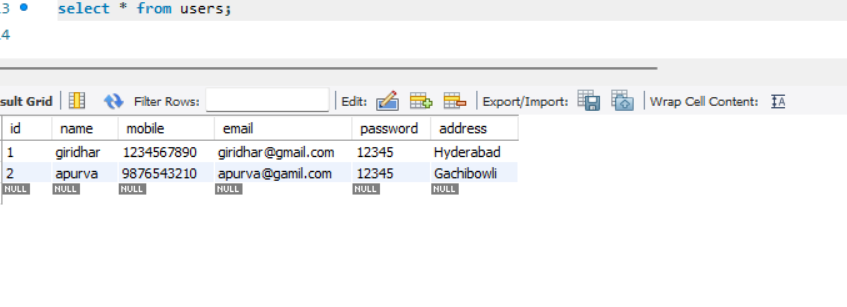 3 select * from users;
4
sult Grid Filter Rows: Edit: Export/Import: Wrap Cell Content: IA
id name mobile email password address
1 giridhar 1234567890 giridhar@gmail.com 12345 Hyderabad
2 apurva 9876543210 apurva@gamil.com 12345 Gachibowli
NULL NULL NULL NULL NULL NULL